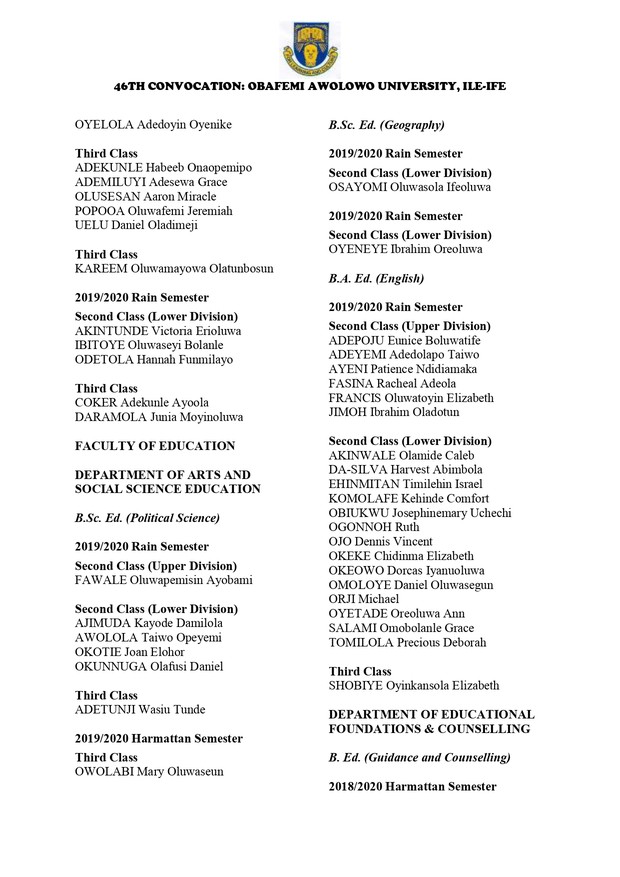 46TH CONVOCATION: OBAFEMI AWOLOWO UNIVERSITY, ILE-IFE
OYELOLA Adedoyin Oyenike
Third Class
ADEKUNLE Habeeb Onaopemipo
ADEMILUYI Adesewa Grace
OLUSESAN Aaron Miracle
POPOOA Oluwafemi Jeremiah
UELU Daniel Oladimeji
Third Class
KAREEM Oluwamayowa Olatunbosun
2019/2020 Rain Semester
Second Class (Lower Division)
AKINTUNDE Victoria Erioluwa
IBITOYE Oluwaseyi Bolanle
ODETOLA Hannah Funmilayo
Third Class
COKER Adekunle Ayoola
DARAMOLA Junia Moyinoluwa
FACULTY OF EDUCATION
DEPARTMENT OF ARTS AND
SOCIAL SCIENCE EDUCATION
B.Sc. Ed. (Political Science)
2019/2020 Rain Semester
Second Class (Upper Division)
FAWALE Oluwapemisin Ayobami
Second Class (Lower Division)
AJIMUDA Kayode Damilola
AWOLOLA Taiwo Opeyemi
OKOTIE Joan Elohor
OKUNNUGA Olafusi Daniel
Third Class
ADETUNJI Wasiu Tunde
2019/2020 Harmattan Semester
Third Class
OWOLABI Mary Oluwaseun
B.Sc. Ed. (Geography)
2019/2020 Rain Semester
Second Class (Lower Division)
OSAYOMI Oluwasola Ifeoluwa
2019/2020 Rain Semester
Second Class (Lower Division)
OYENEYE Ibrahim Oreoluwa
B.A. Ed. (English)
2019/2020 Rain Semester
Second Class (Upper Division)
ADEPOJU Eunice Boluwatife
ADEYEMI Adedolapo Taiwo
AYENI Patience Ndidiamaka
FASINA Racheal Adeola
FRANCIS Oluwatoyin Elizabeth
JIMOH Ibrahim Oladotun
Second Class (Lower Division)
AKINWALE Olamide Caleb
DA-SILVA Harvest Abimbola
EHINMITAN Timilehin Israel
KOMOLAFE Kehinde Comfort
OBIUKWU Josephinemary Uchechi
OGONNOH Ruth
OJO Dennis Vincent
OKEKE Chidinma Elizabeth
OKEOWO Dorcas Iyanuoluwa
OMOLOYE Daniel Oluwasegun
ORJI Michael
OYETADE Oreoluwa Ann
SALAMI Omobolanle Grace
TOMILOLA Precious Deborah
Third Class
SHOBIYE Oyinkansola Elizabeth
DEPARTMENT OF EDUCATIONAL
FOUNDATIONS & COUNSELLING
B. Ed. (Guidance and Counselling)
2018/2020 Harmattan Semester